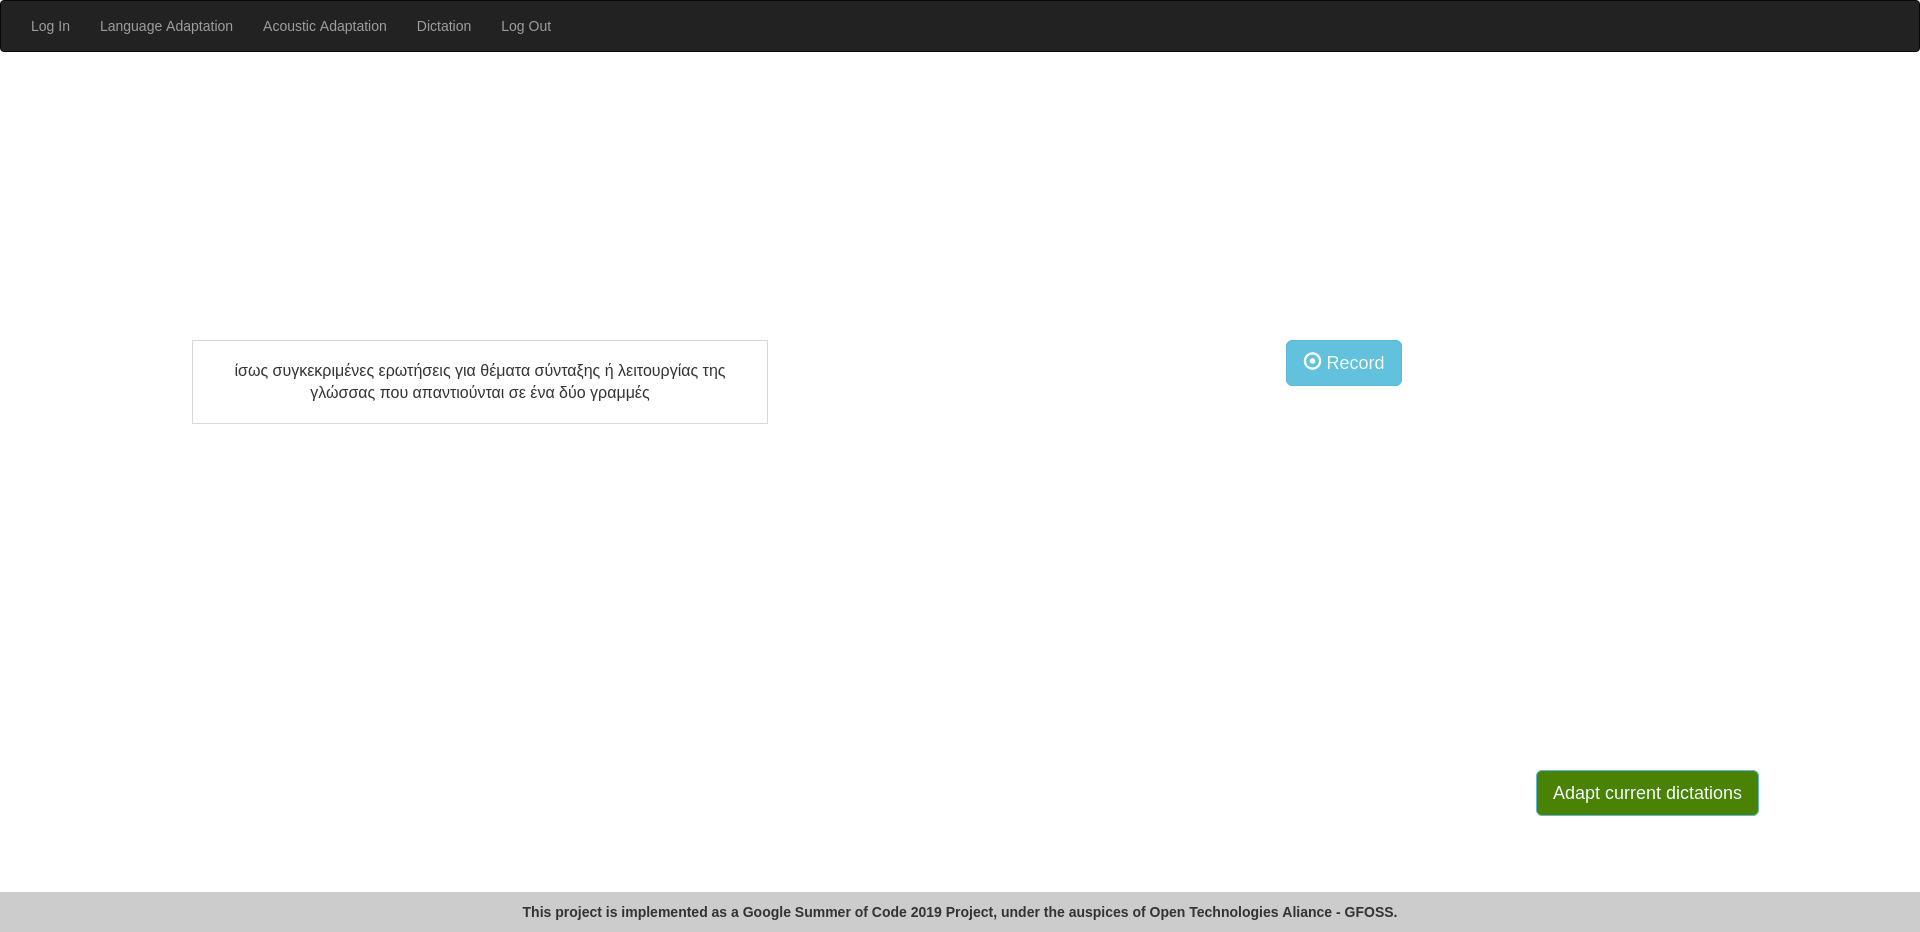 Log In Language Adaptation Acoustic Adaptation Dictation Log Out
ίσως συγκεκριμένες ερωτήσεις για θέματα σύνταξης ή λειτουργίας της
γλώσσας που απαντιούνται σε ένα δύο γραμμές
Record
Adapt current dictations
This project is implemented as a Google Summer of Code 2019 Project, under the auspices of Open Technologies Aliance - GFOSS.